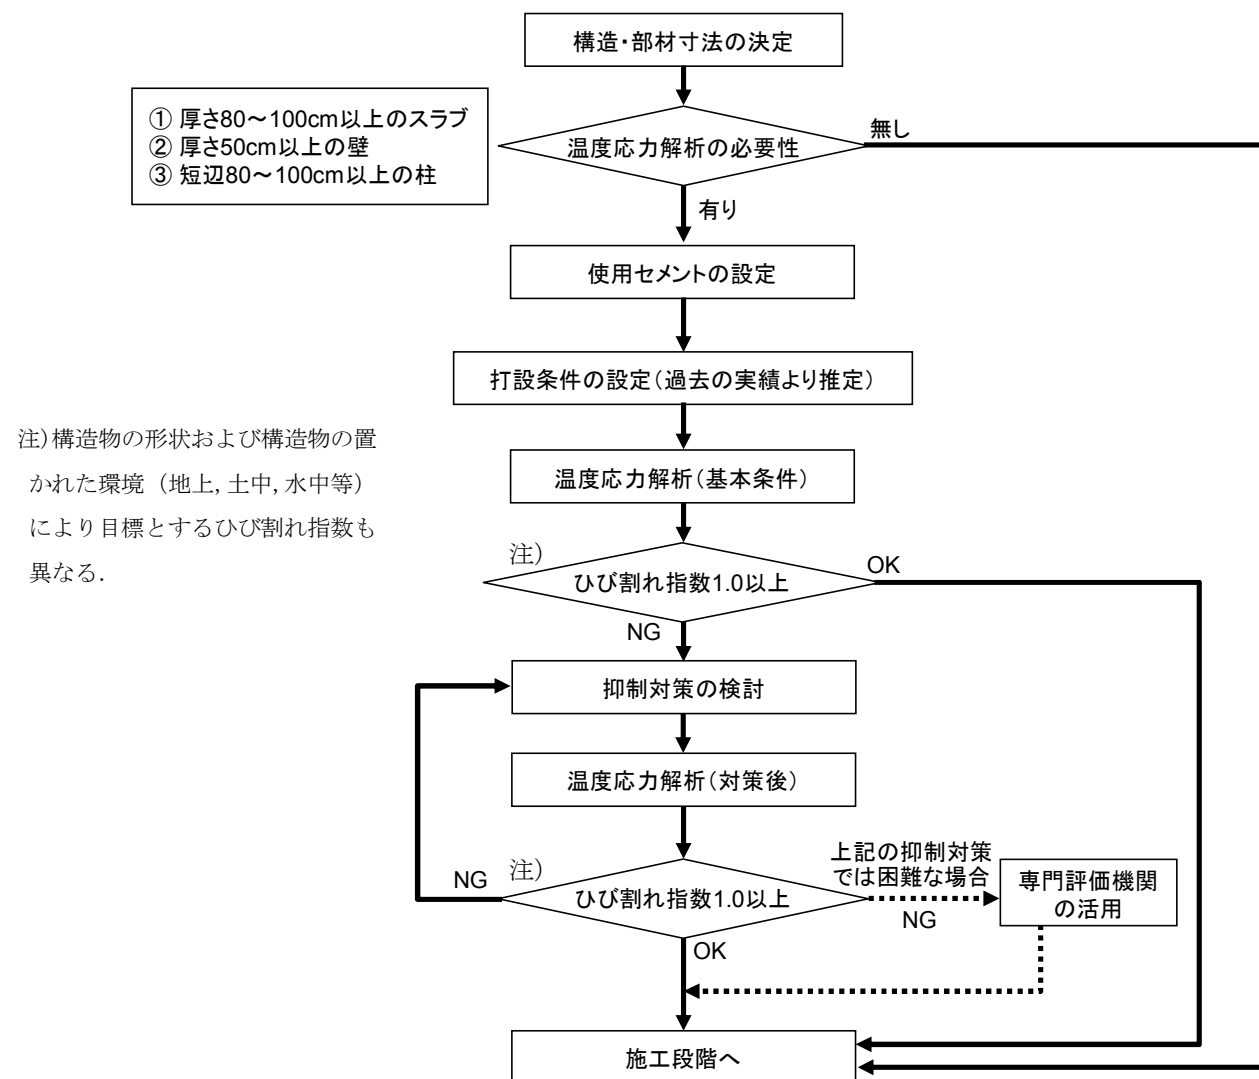 構造・部材寸法の決定
① 厚さ80～100cm以上のスラブ
② 厚さ50cm以上の壁
③ 短辺80～100cm以上の柱
温度応力解析の必要性
無し
有り
使用セメントの設定
打設条件の設定(過去の実績より推定)
注)構造物の形状および構造物の置
かれた環境（地上,土中,水中等）
により目標とするひび割れ指数も
異なる.
温度応力解析(基本条件)
注)
ひび割れ指数1.0以上
OK
NG
抑制対策の検討
温度応力解析(対策後)
注)
ひび割れ指数1.0以上
NG
上記の抑制対策
では困難な場合
NG
専門評価機関
の活用
OK
施工段階へ